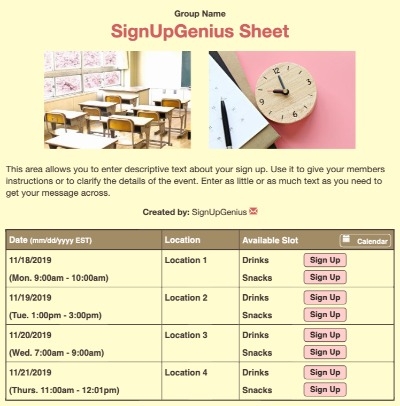 Group Name
SignUpGenius Sheet
12
3
6
9
This area allows you to enter descriptive text about your sign up. Use it to give your members
instructions or to clarify the details of the event. Enter as little or as much text as you need to
get your message across.
Created by: SignUpGenius
Date (mm/dd/yyyy EST) Location Available Slot Calendar
11/18/2019 Location 1 Drinks Sign Up
(Mon. 9:00am - 10:00am) Snacks Sign Up
11/19/2019 Location 2 Drinks Sign Up
(Tue. 1:00pm - 3:00pm) Snacks Sign Up
11/20/2019 Location 3 Drinks Sign Up
(Wed. 7:00am - 9:00am) Snacks Sign Up
11/21/2019 Location 4 Drinks Sign Up
(Thurs. 11:00am - 12:01pm) Snacks Sign Up